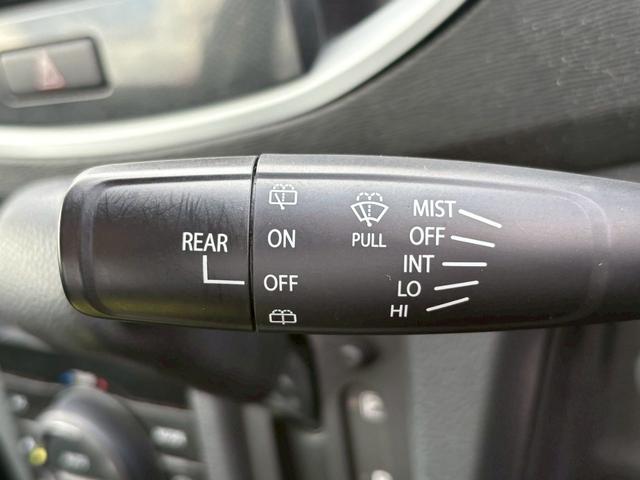 REAR
ON
OFF
PULL
MIST
OFF
INT
LO
HI